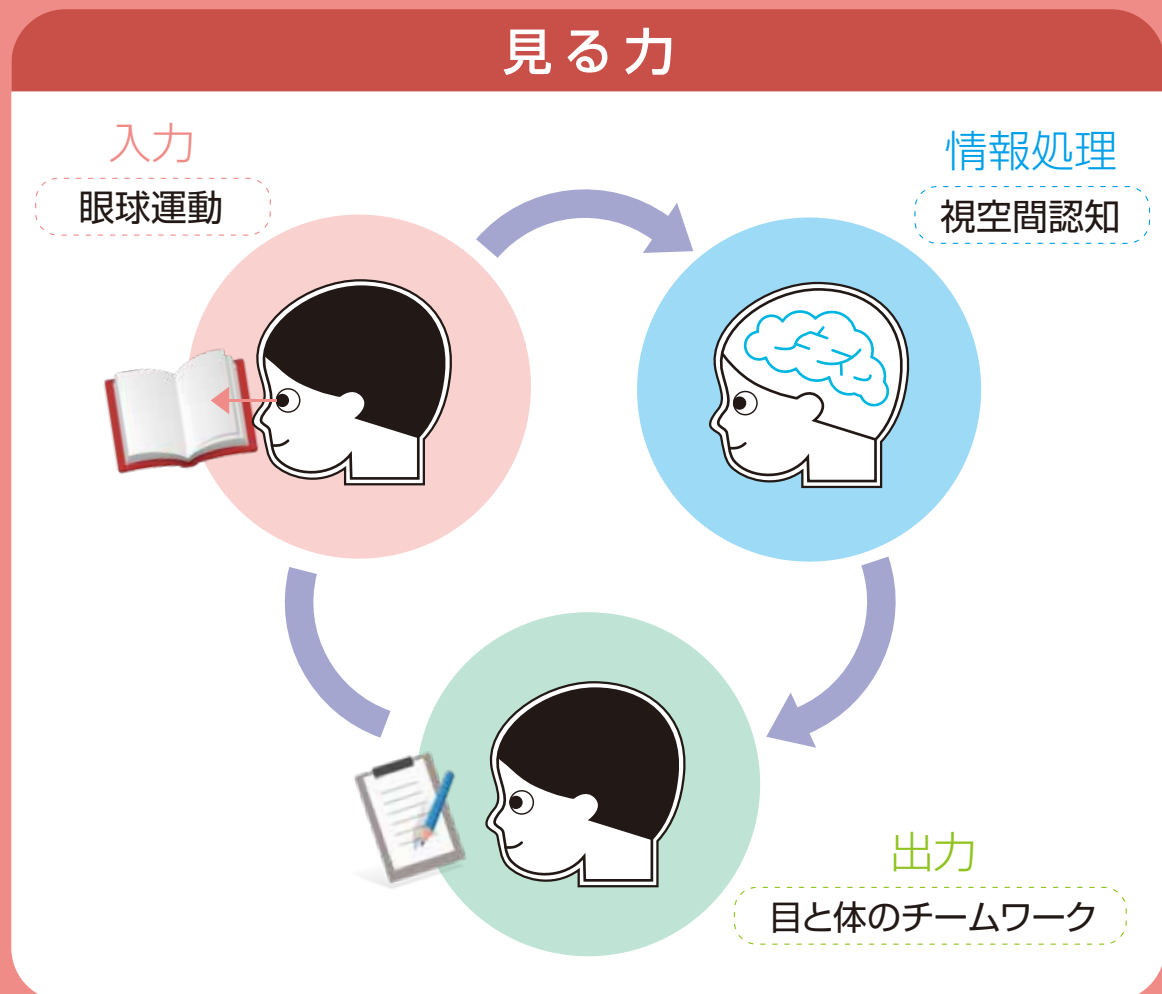 見る力
入力
眼球運動
情報処理
視空間認知
出力
目と体のチームワーク